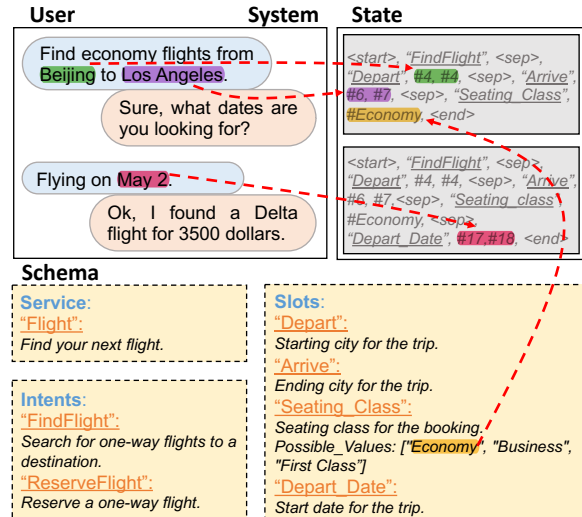 User
System
State
Find economy flights from
Beijing to Los Angeles.
Sure, what dates are
you looking for?
Flying on May 2.
Ok, I found a Delta
flight for 3500 dollars.
<start>, “FindFlight”, <sep>,
“Depart”, #4, #4, <sep>, “Arrive”,
#6, #7, <sep>, “Seating_Class”,
#Economy, <end>
<start>, “FindFlight”, <sep>,
“Depart”, #4, #4, <sep>, “Arvive”,
#6, #7,<sep>, “Seating_class”
#Economy, <sep>,
“Depart_Date”, #17,#18, <end>
Schema
Service:
“Flight”:
Find your next flight.
Intents:
“FindFlight”:
Search for one-way flights to a
destination.
“ReserveFlight”:
Reserve a one-way flight.
Slots:
“Depart”:
Starting city for the trip.
“Arrive”:
Ending city for the trip.
“Seating_Class”:
Seating class for the booking.
Possible_Values: ["Economy", "Business",
"First Class”]
“Depart_Date”:
Start date for the trip.